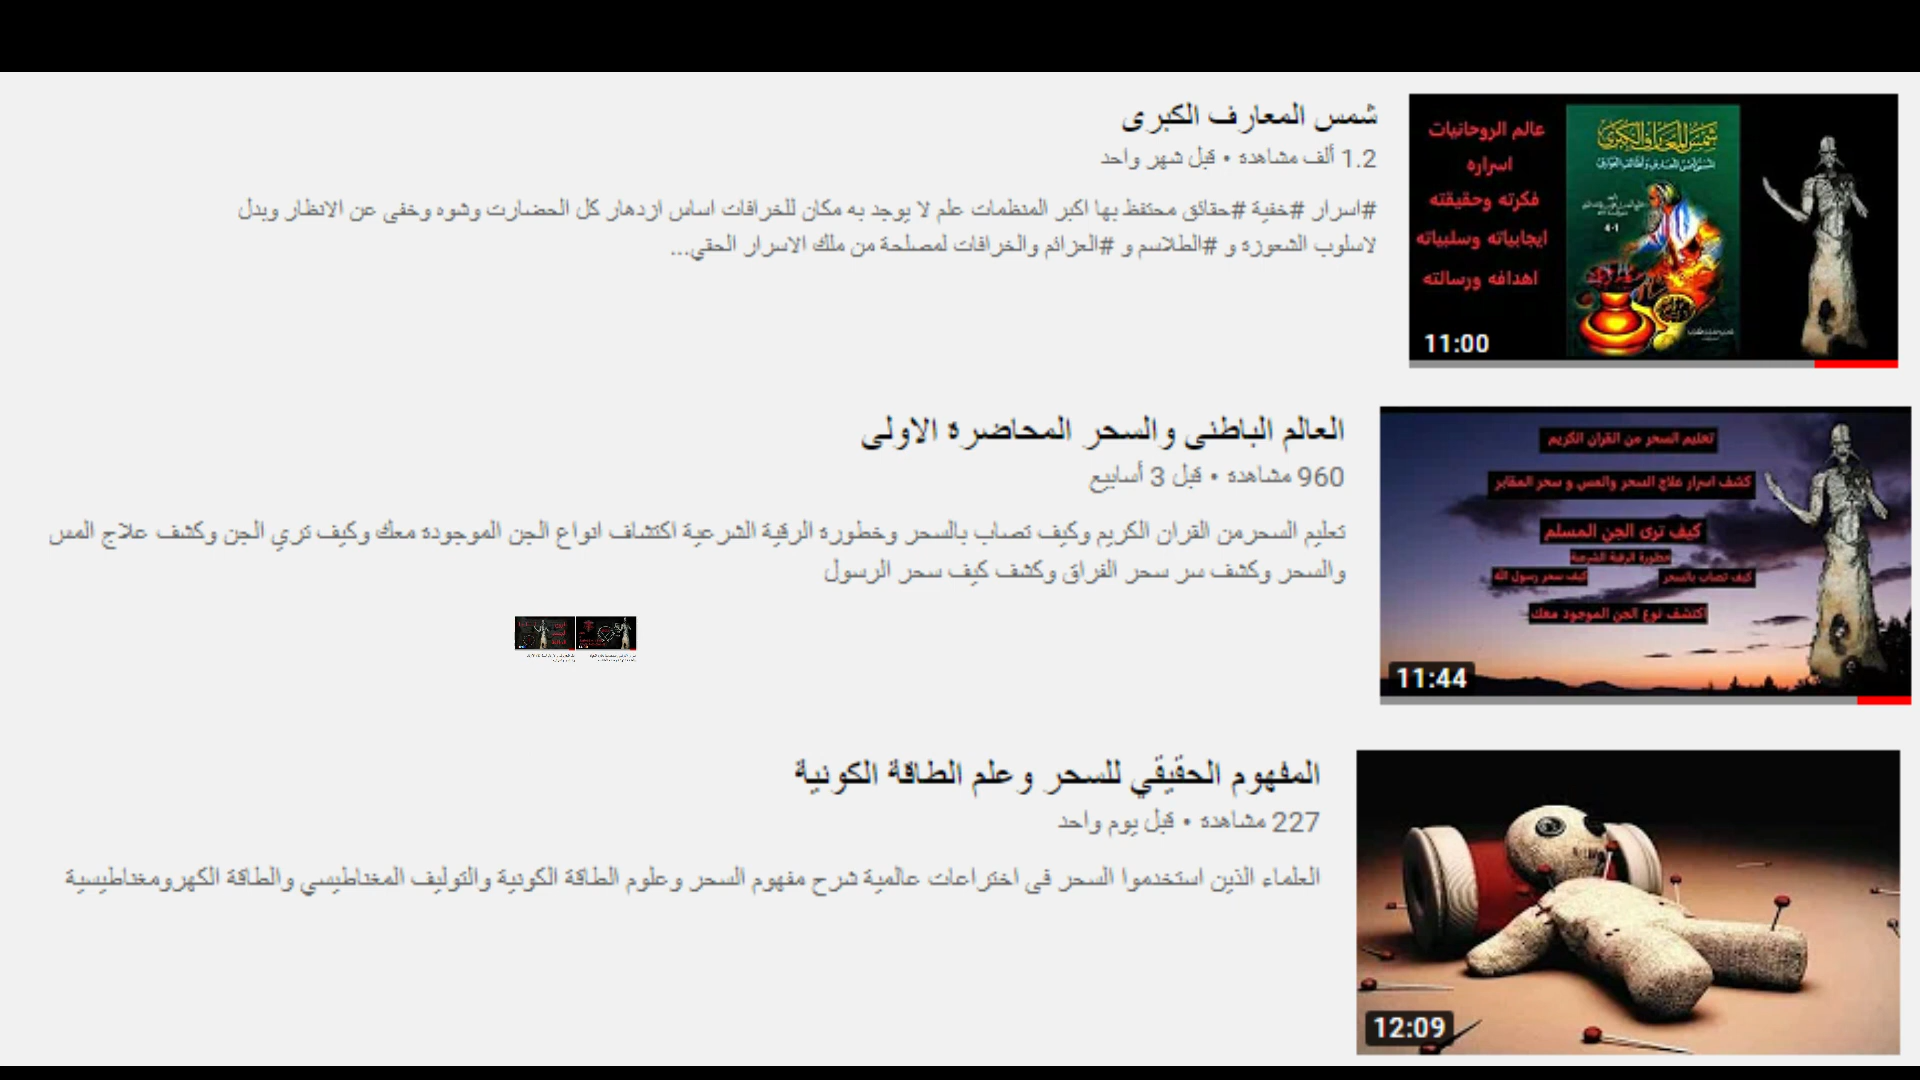 شمس المعارف الكبرى
1.2 ألف مشاهدة • قبل شهر واحد
#اسرار #خفية #حقائق محتفظ بها اكبر المنظمات علم لا يوجد به مكان للخرافات اساس ازدهار كل الحضارت وشوه وخفى عن الانظار وبدل
لاسلوب الشعوزة و #الطلاسم و #العزائم والخرافات لمصلحة من ملك الاسرار الحقي...
عالم الروحانيات
اسراره
فكرته وحقيقته
ايجابياته وسلبياته
اهدافه ورسالته
شمس المعارف الكبرى
11:00
العالم الباطنى والسحر المحاضرة الاولى
960 مشاهدة • قبل 3 أسابيع
تعليم السحرمن القران الكريم وكيف تصاب بالسحر وخطورة الرقية الشرعية اكتشاف انواع الجن الموجودة معك وكيف تري الجن وكشف علاج المس
والسحر وكشف سر سحر الفراق وكشف كيف سحر الرسول
تعليم السحر من القران الكريم
كشف اسرار علاج السحر والمس و سحر المقابر
كيف ترى الجن المسلم
خطورة الرقية الشرعية
كيف تصاب بالسحر
كيف سحر رسول الله
اكتشف نوع الجن الموجود معك
11:44
المفهوم الحقيقي للسحر وعلم الطاقة الكونية
227 مشاهدة • قبل يوم واحد
العلماء الذين استخدموا السحر فى اختراعات عالمية شرح مفهوم السحر وعلوم الطاقة الكونية والتوليف المغناطيسي والطاقة الكهرومغناطيسية
12:09